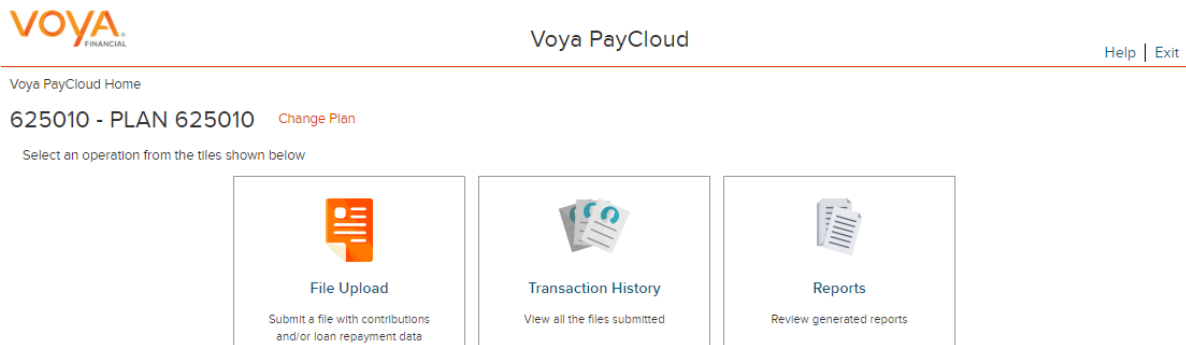 VOYA
FINANCIAL
Voya PayCloud
Help | Exit
Voya PayCloud Home
625010 - PLAN 625010 Change Plan
Select an operation from the tiles shown below
File Upload
Submit a file with contributions
and/or loan repayment data
Transaction History
View all the files submitted
Reports
Review generated reports